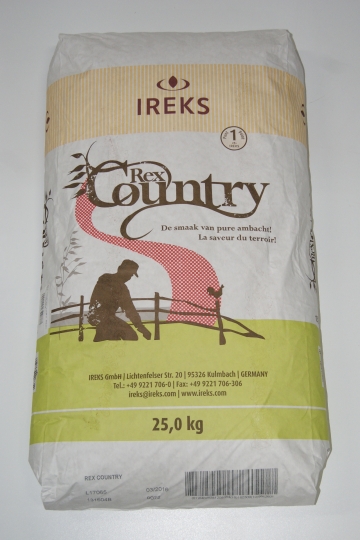 IREKS
1
Rex
Country
De smaak van pure ambacht!
La saveur du terroir!
IREKS GmbH | Lichtenfelser Str. 20 | 95326 Kulmbach | GERMANY
Tel.: +49 9221 706-0 | Fax: +49 9221 706-306
ireks@ireks.com | www.ireks.com
25,0 kg
REX COUNTRY